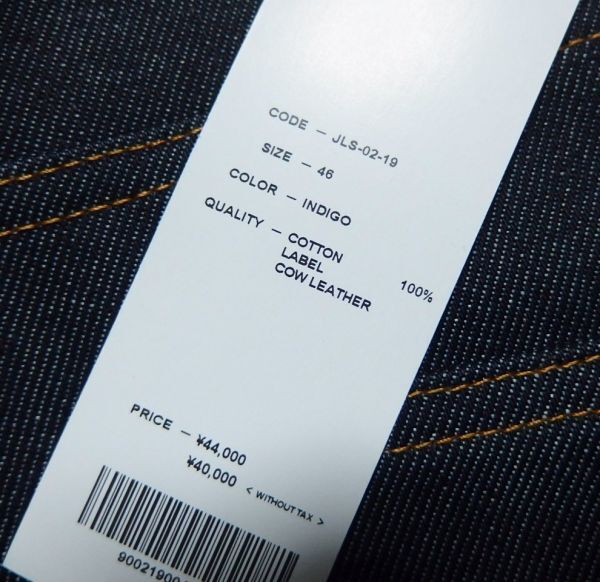 CODE — JLS-02-19
SIZE — 46
COLOR — INDIGO
QUALITY — COTTON 100%
LABEL
COW LEATHER
PRICE — ¥44,000
¥40,000 < WITHOUT TAX >